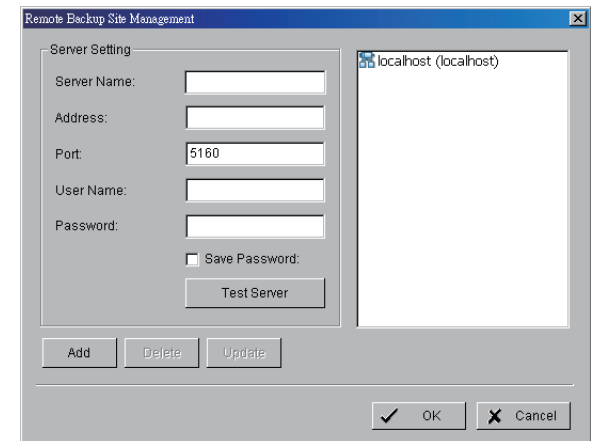 Remote Backup Site Management
Server Setting
Server Name:
Address:
Port: 5160
User Name:
Password:
Save Password:
Test Server
localhost (localhost)
Add Delete Update
OK Cancel